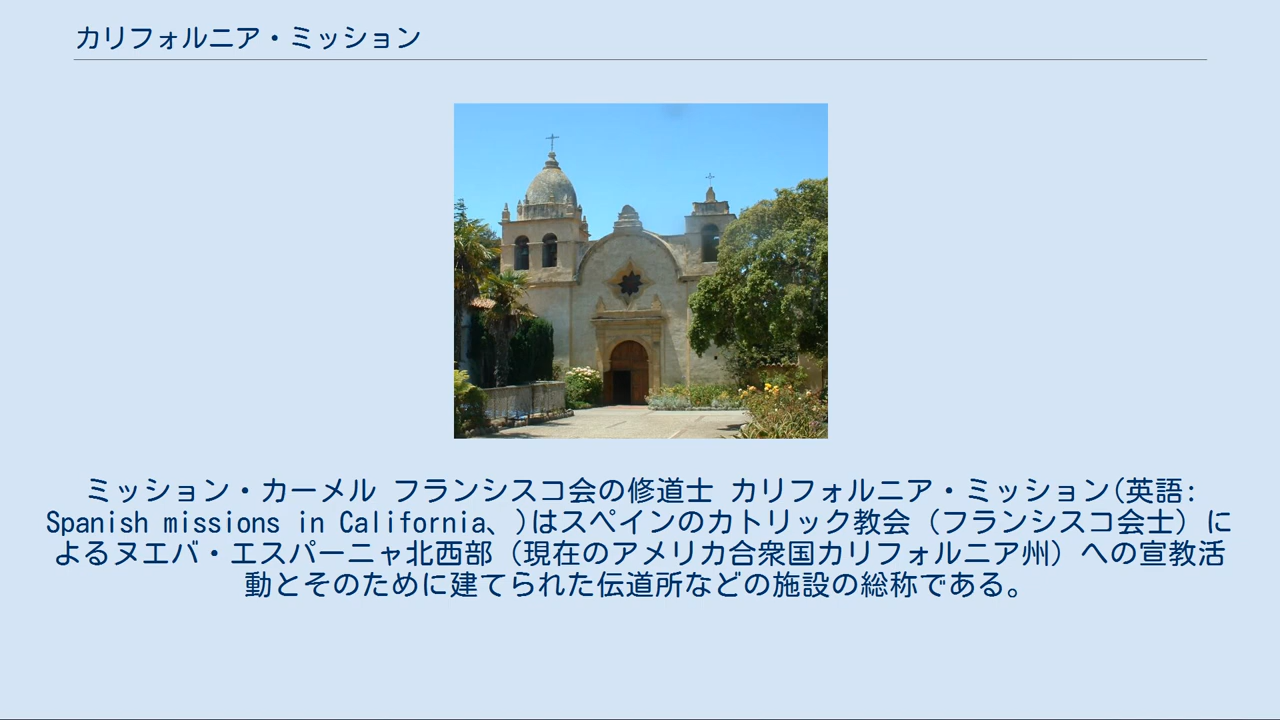 カリフォルニア・ミッション
ミッション・カーメル フランシスコ会の修道士 カリフォルニア・ミッション(英語:
Spanish missions in California、)はスペインのカトリック教会（フランシスコ会士）に
よるヌエバ・エスパーニャ北西部（現在のアメリカ合衆国カリフォルニア州）への宣教活
動とそのために建てられた伝道所などの施設の総称である。